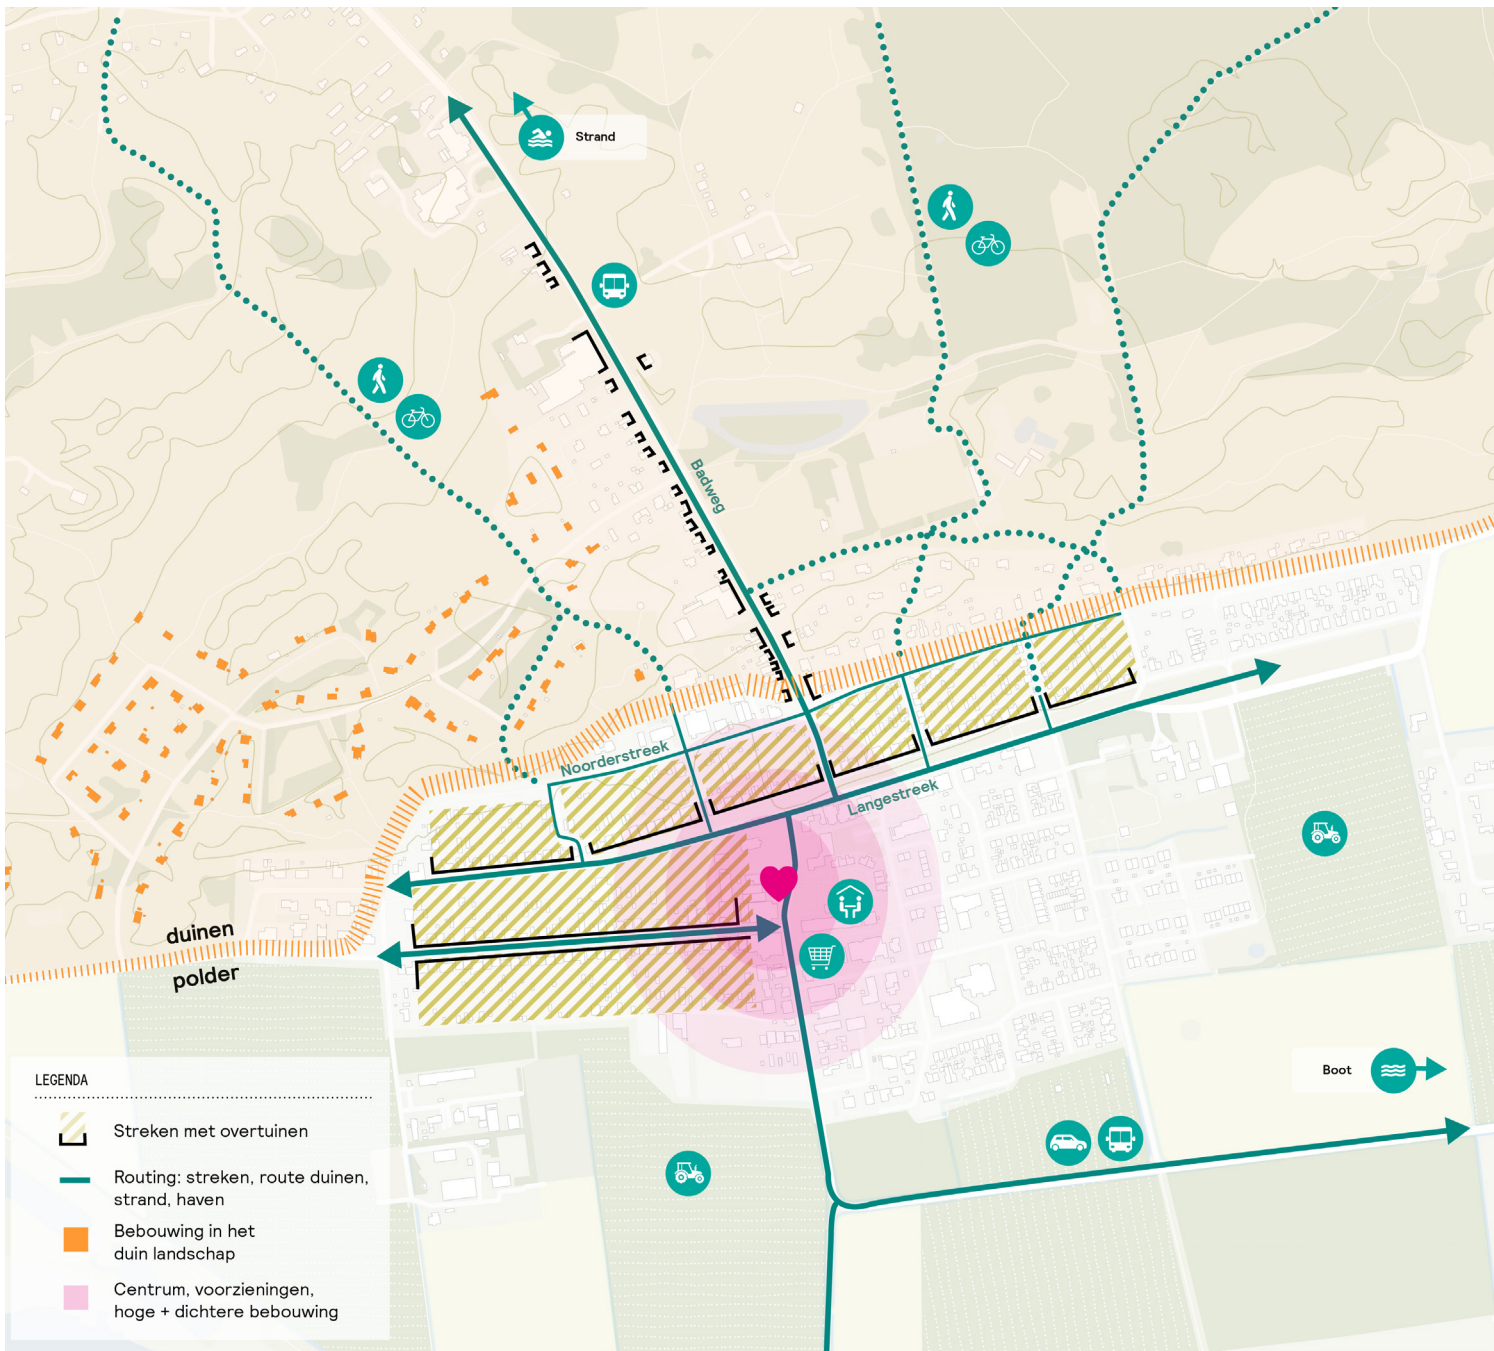 Strand
Badweg
Noorderstreek
Langestreek
duinen
polder
Boot
LEGENDA
Streken met overtuinen
Routing: streken, route duinen,
strand, haven
Bebouwing in het
duin landschap
Centrum, voorzieningen,
hoge + dichtere bebouwing